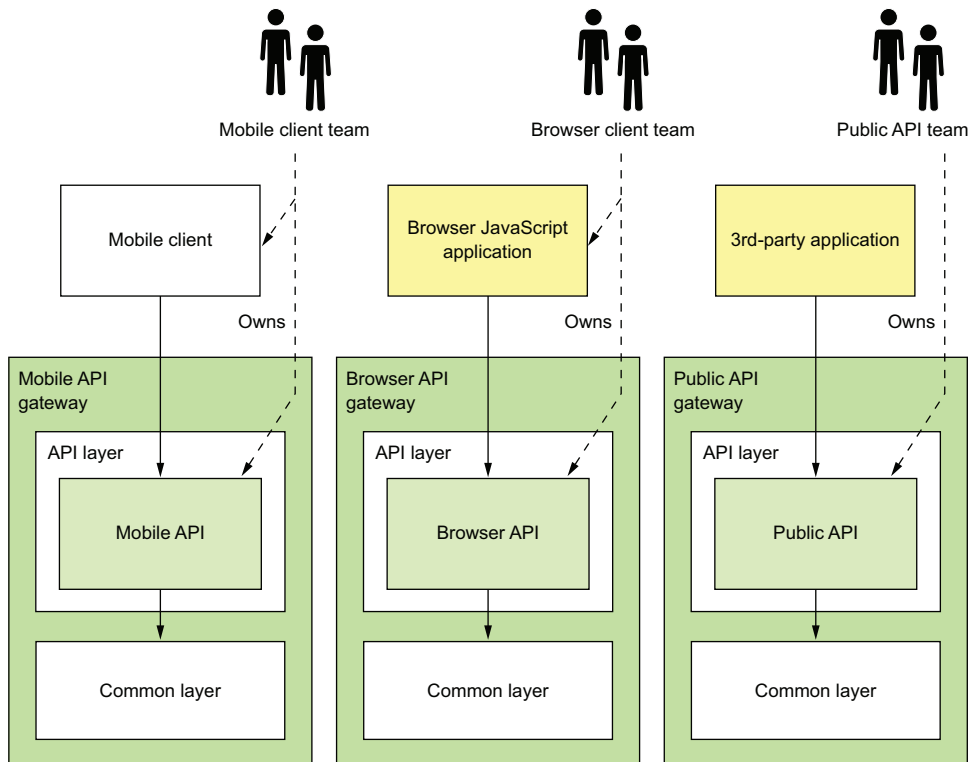 Mobile client team
Browser client team
Public API team
Mobile client
Browser JavaScript
application
3rd-party application
Owns
Owns
Owns
Mobile API
gateway
Browser API
gateway
Public API
gateway
API layer
API layer
API layer
Mobile API
Browser API
Public API
Common layer
Common layer
Common layer